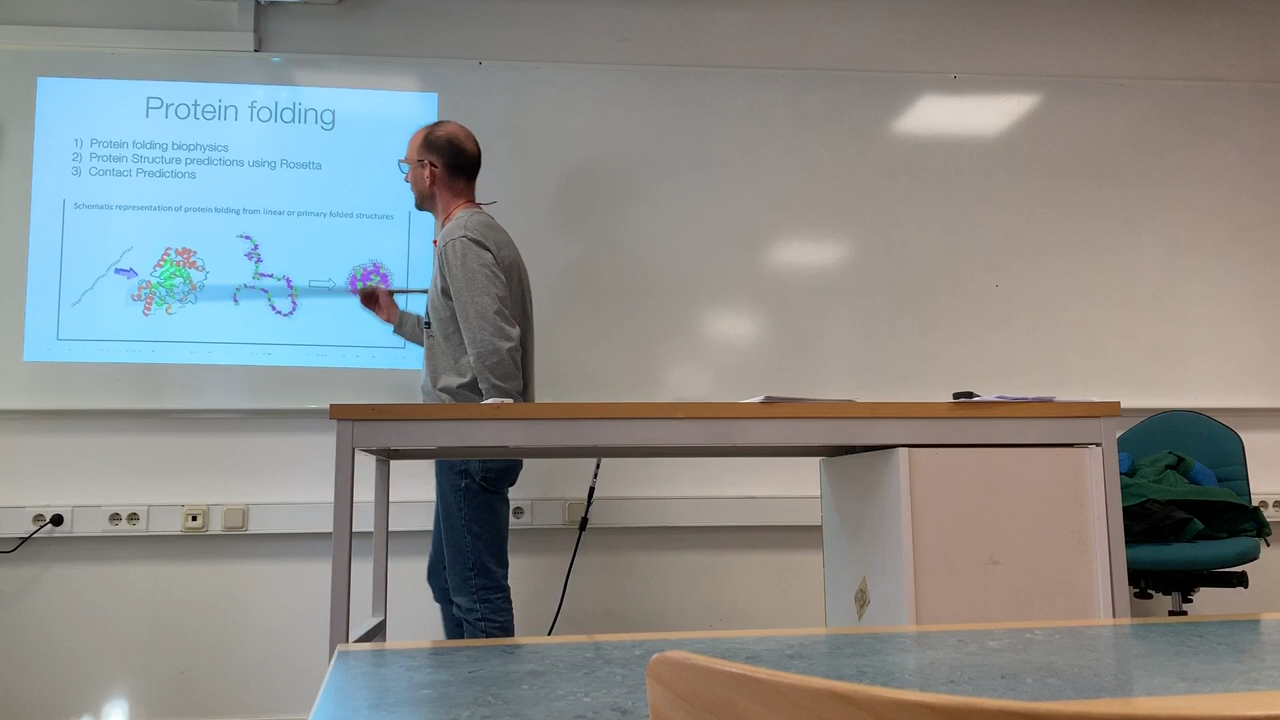 Protein folding
1) Protein folding biophysics
2) Protein Structure predictions using Rosetta
3) Contact Predictions
Schematic representation of protein folding from linear or primary folded structures